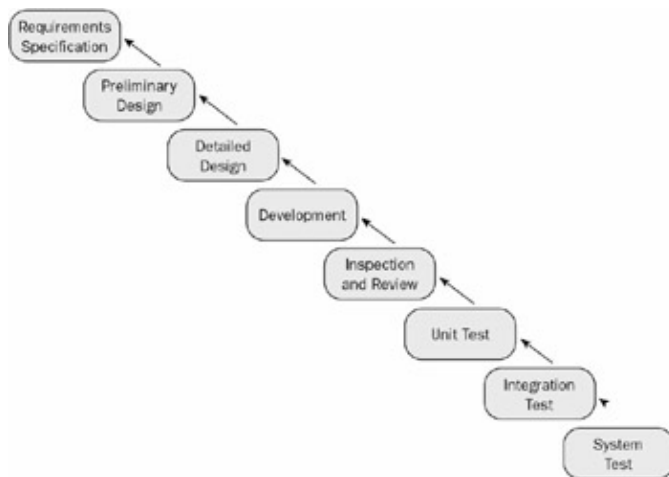 Requirements
Specification
Preliminary
Design
Detailed
Design
Development
Inspection
and Review
Unit Test
Integration
Test
System
Test